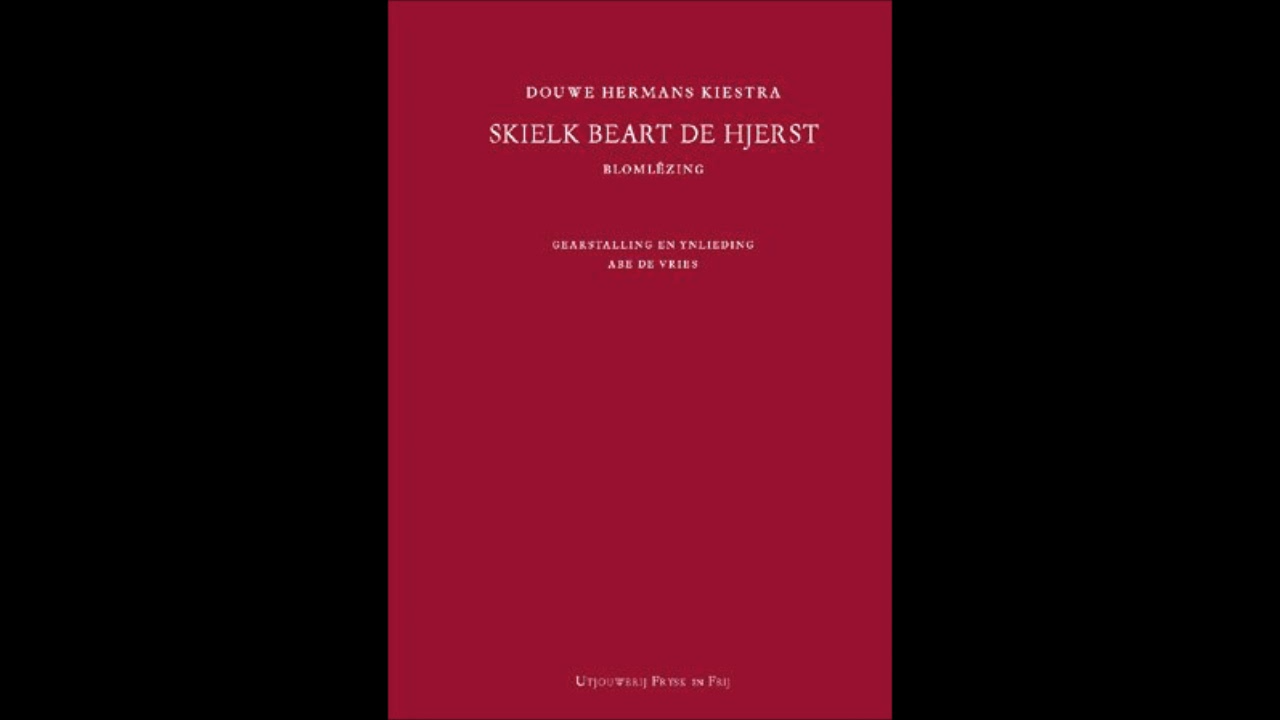 DOUWE HERMANS KIESTRA
SKIELK BEART DE HJERST
BLOMLÊZING
GEARSTALLING EN YNLIEDING
ABE DE VRIES
UTJOUWERIJ FRYSK EN FRIJ